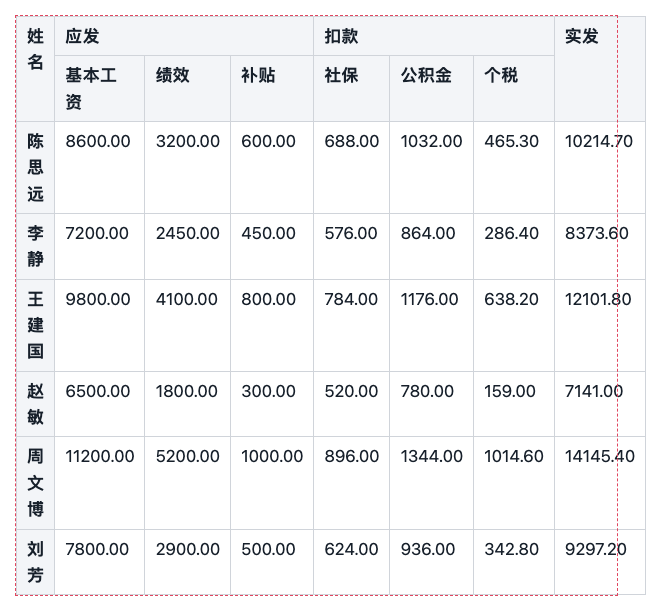 姓名 应发 扣款 实发
基本工资 绩效 补贴 社保 公积金 个税
陈思远 8600.00 3200.00 600.00 688.00 1032.00 465.30 10214.70
李静 7200.00 2450.00 450.00 576.00 864.00 286.40 8373.60
王建国 9800.00 4100.00 800.00 784.00 1176.00 638.20 12101.80
赵敏 6500.00 1800.00 300.00 520.00 780.00 159.00 7141.00
周文博 11200.00 5200.00 1000.00 896.00 1344.00 1014.60 14145.40
刘芳 7800.00 2900.00 500.00 624.00 936.00 342.80 9297.20